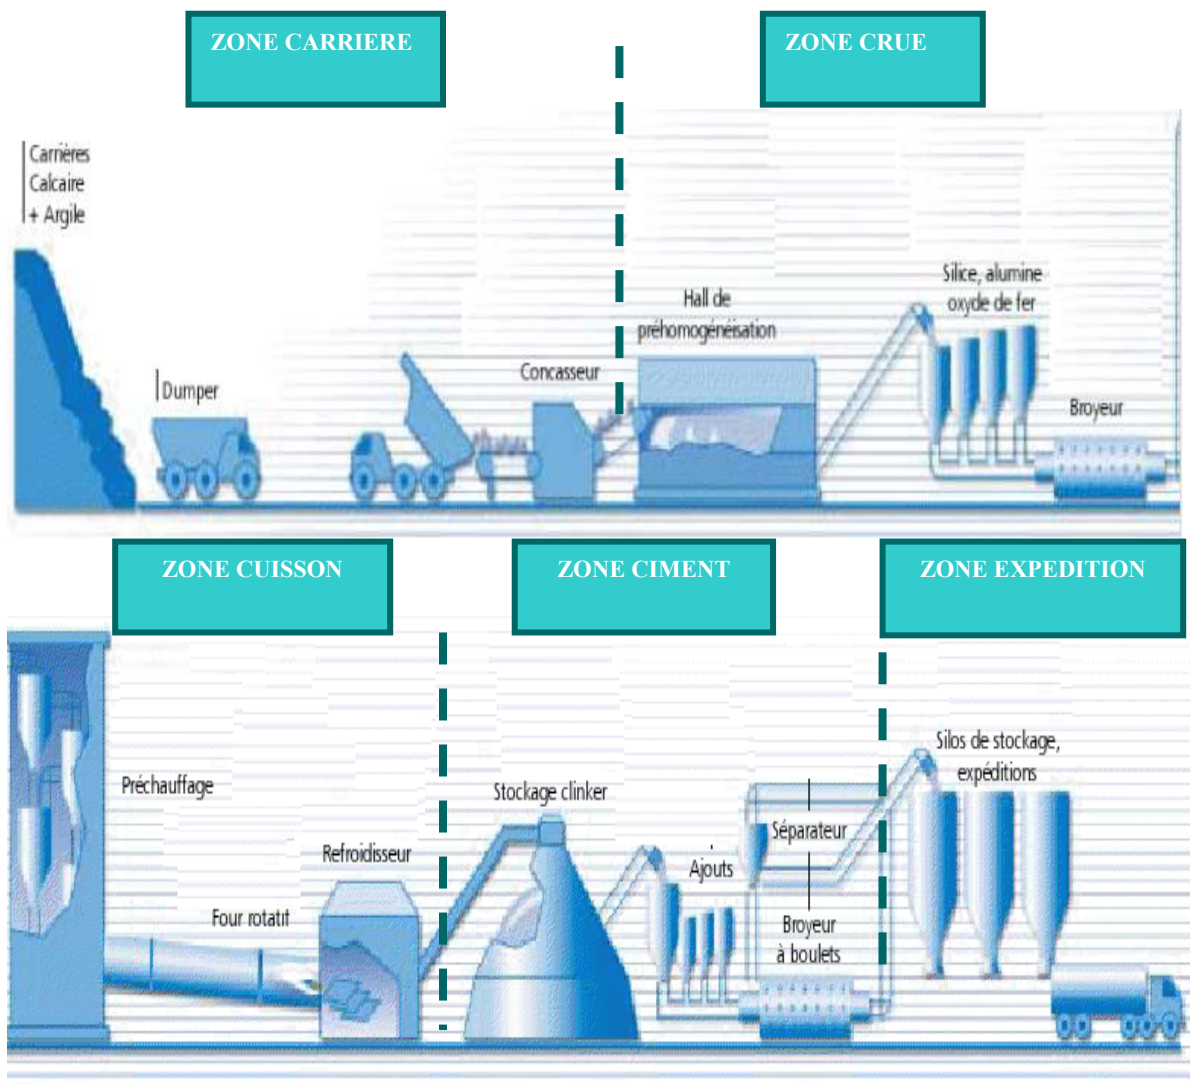 ZONE CARRIERE
ZONE CRUE
Carrières
Calcaire
+ Argile
Silice, alumine
oxyde de fer
Hall de
préhomogénéisation
Concasseur
Dumper
Broyeur
ZONE CUISSON
ZONE CIMENT
ZONE EXPEDITION
Silos de stockage,
expéditions
Préchauffage
Stockage clinker
Séparateur
Refroidisseur
Ajouts
Four rotatif
Broyeur
à boulets